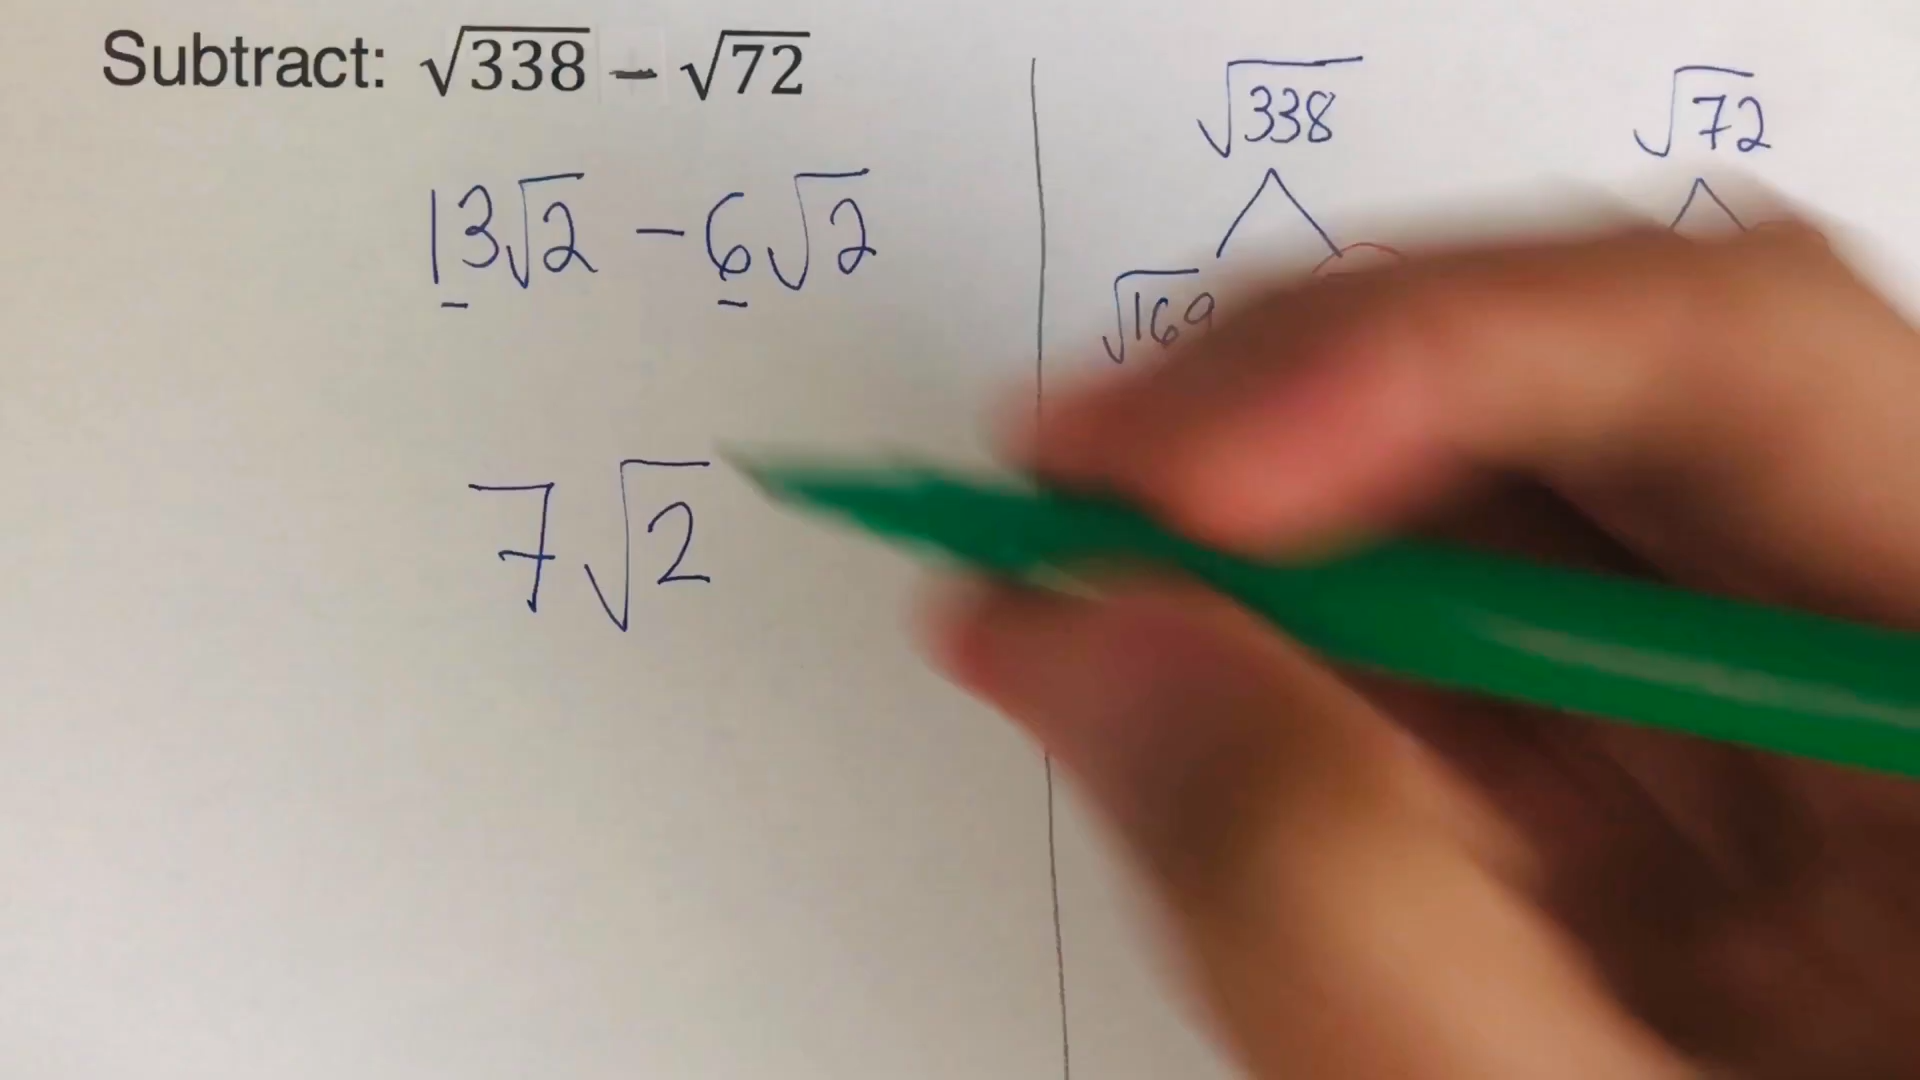 Subtract: √338 − √72
13√2 − 6√2
7√2
√338
√72
√169